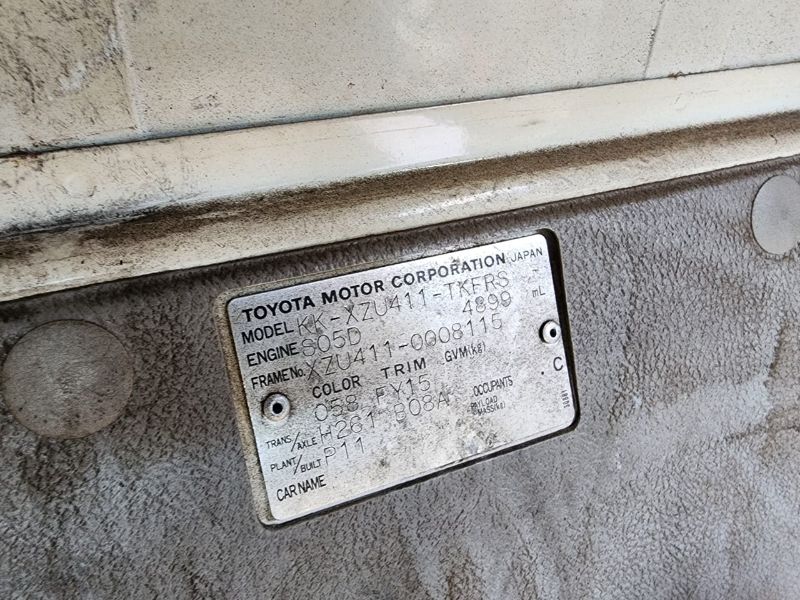 TOYOTA MOTOR CORPORATION JAPAN
MODEL KK-XZU411-TKFRS
ENGINE S05D 4899 mL
FRAME No. XZU411-0008115
COLOR TRIM GVM(kg)
058 FY15
TRANS/AXLE H261 B08A OCCUPANTS
PAYLOAD MASS(kg)
PLANT/BUILT P11
CAR NAME
C